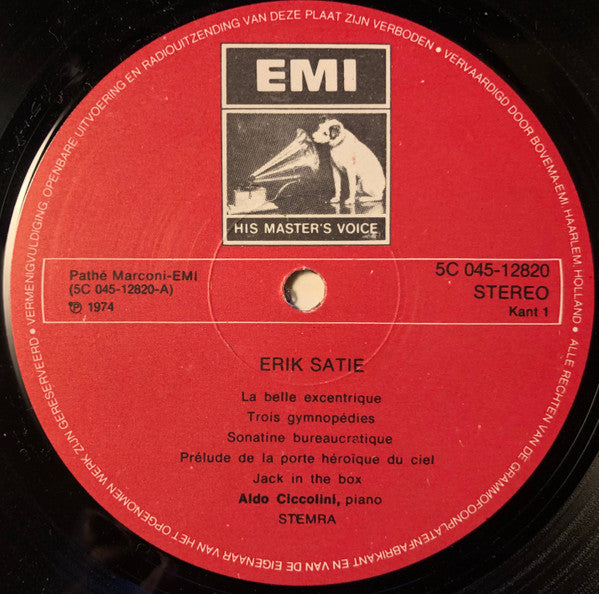 EMI
HIS MASTER'S VOICE
Pathé Marconi-EMI
(5C 045-12820-A)
℗ 1974
5C 045-12820
STEREO
Kant 1
ERIK SATIE
La belle excentrique
Trois gymnopédies
Sonatine bureaucratique
Prélude de la porte héroïque du ciel
Jack in the box
Aldo Ciccolini, piano
STEMRA
• VERVAARDIGD DOOR BOVEMA-EMI HAARLEM HOLLAND • ALLE RECHTEN VAN DE GRAMMOFOONPLATENFABRIKANT EN VAN DE EIGENAAR VAN HET OPGENOMEN WERK ZIJN GERESERVEERD • VERMENIGVULDIGING, OPENBARE UITVOERING EN RADIOUITZENDING VAN DEZE PLAAT ZIJN VERBODEN